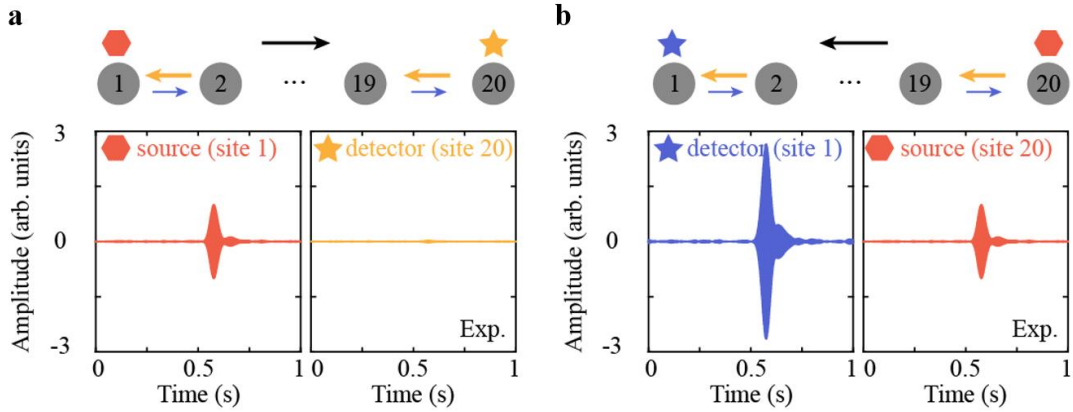 a
1 2 ... 19 20
3 source (site 1) detector (site 20)
Amplitude (arb. units)
0
-3
Exp.
0 0.5 1 0 0.5 1
Time (s) Time (s)
b
1 2 ... 19 20
3 detector (site 1) source (site 20)
Amplitude (arb. units)
0
-3
Exp.
0 0.5 1 0 0.5 1
Time (s) Time (s)